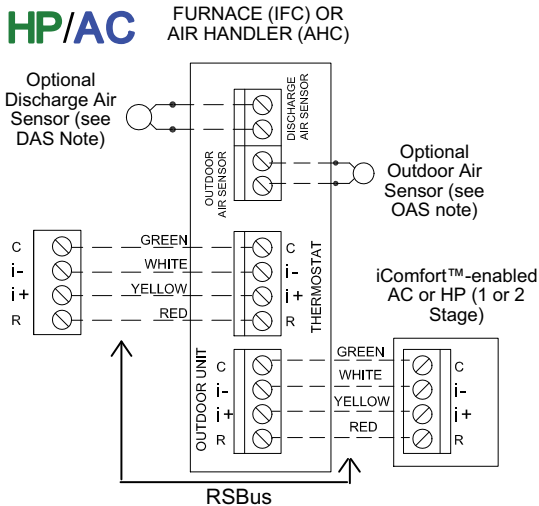 HP/AC
FURNACE (IFC) OR
AIR HANDLER (AHC)
Optional
Discharge Air
Sensor (see
DAS Note)
DISCHARGE
AIR SENSOR
OUTDOOR
AIR SENSOR
Optional
Outdoor Air
Sensor (see
OAS note)
C
i-
i+
R
GREEN
WHITE
YELLOW
RED
C
i-
i+
R
THERMOSTAT
iComfort™-enabled
AC or HP (1 or 2
Stage)
OUTDOOR UNIT
C
i-
i+
R
GREEN
WHITE
YELLOW
RED
C
i-
i+
R
RSBus